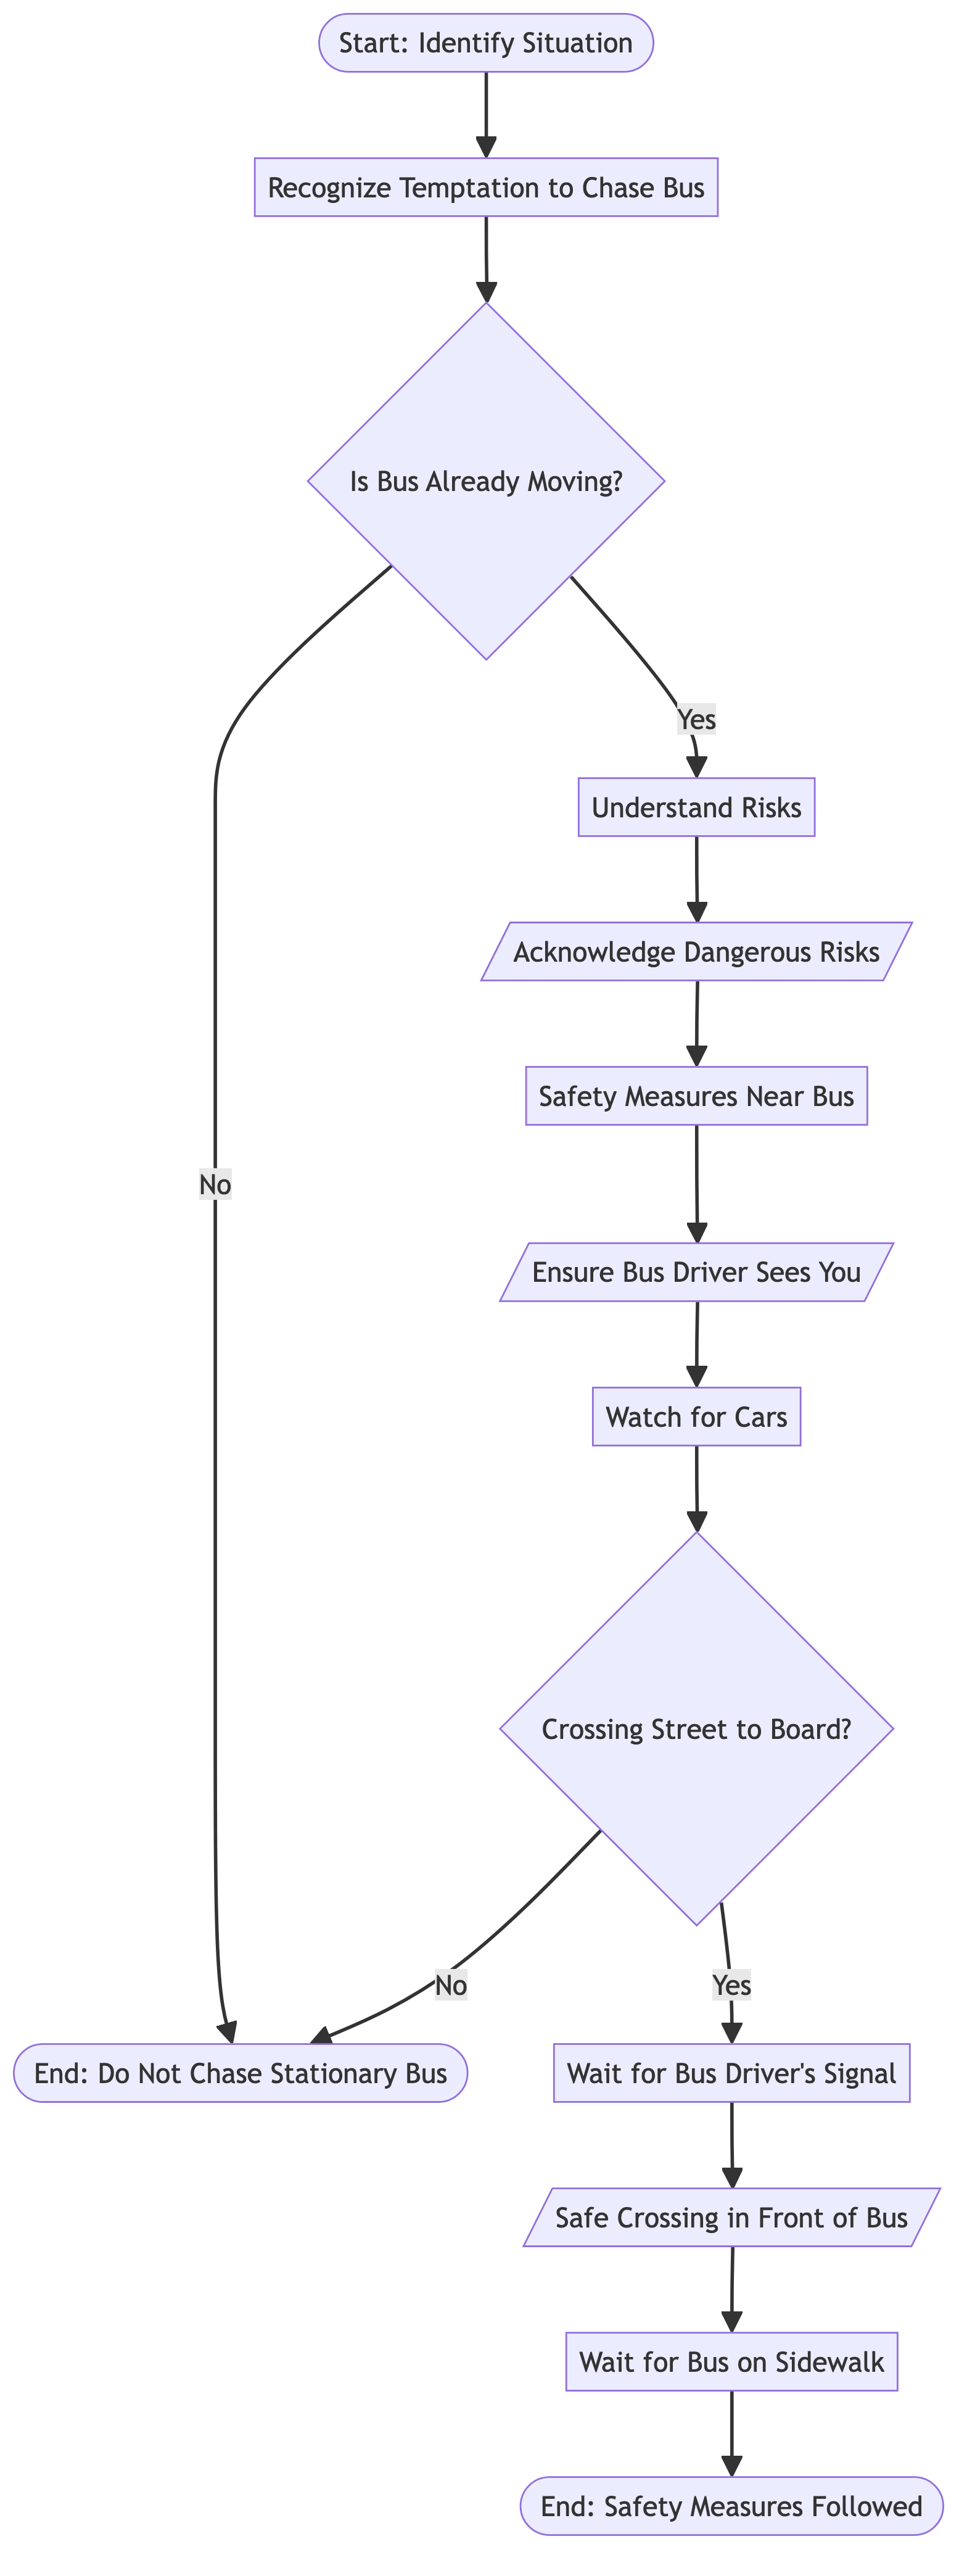 Start: Identify Situation
Recognize Temptation to Chase Bus
Is Bus Already Moving?
Yes
Understand Risks
Acknowledge Dangerous Risks
Safety Measures Near Bus
No
Ensure Bus Driver Sees You
Watch for Cars
Crossing Street to Board?
No
Yes
End: Do Not Chase Stationary Bus
Wait for Bus Driver's Signal
Safe Crossing in Front of Bus
Wait for Bus on Sidewalk
End: Safety Measures Followed